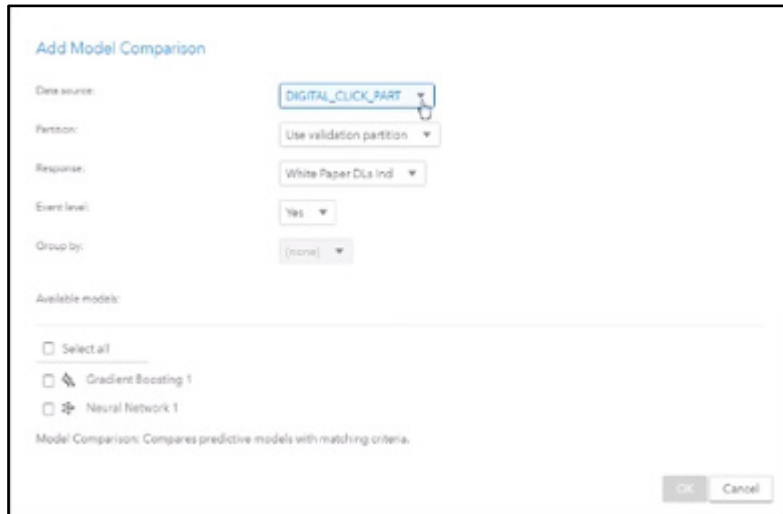 Add Model Comparison
Data source: DIGITAL_CLICK_PART
Partition: Use validation partition
Response: White Paper DLs Ind
Event level: Yes
Group by: (none)
Available models:
Select all
Gradient Boosting 1
Neural Network 1
Model Comparison: Compares predictive models with matching criteria.
OK Cancel